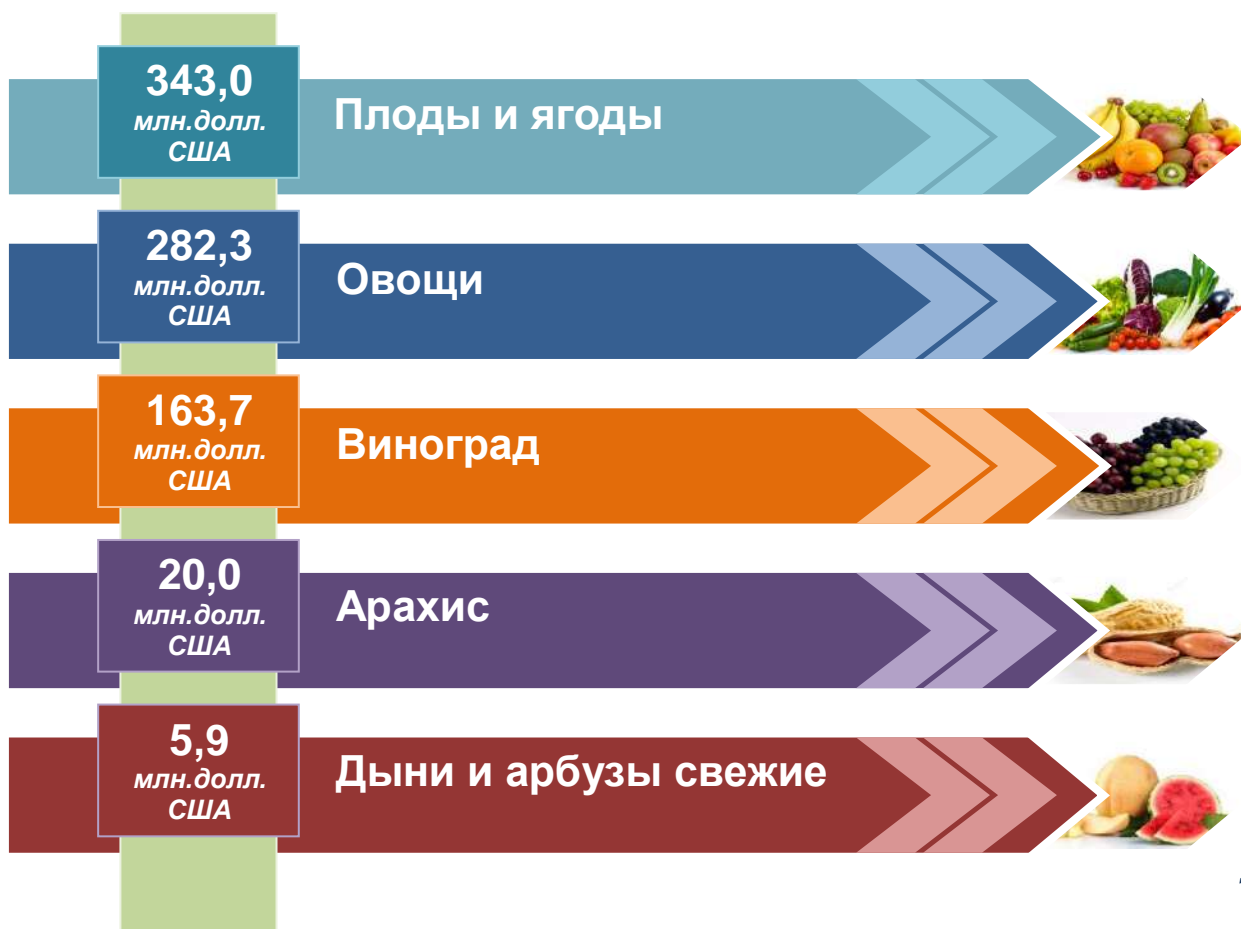 343,0
млн.долл.
США
Плоды и ягоды
282,3
млн.долл.
США
Овощи
163,7
млн.долл.
США
Виноград
20,0
млн.долл.
США
Арахис
5,9
млн.долл.
США
Дыни и арбузы свежие